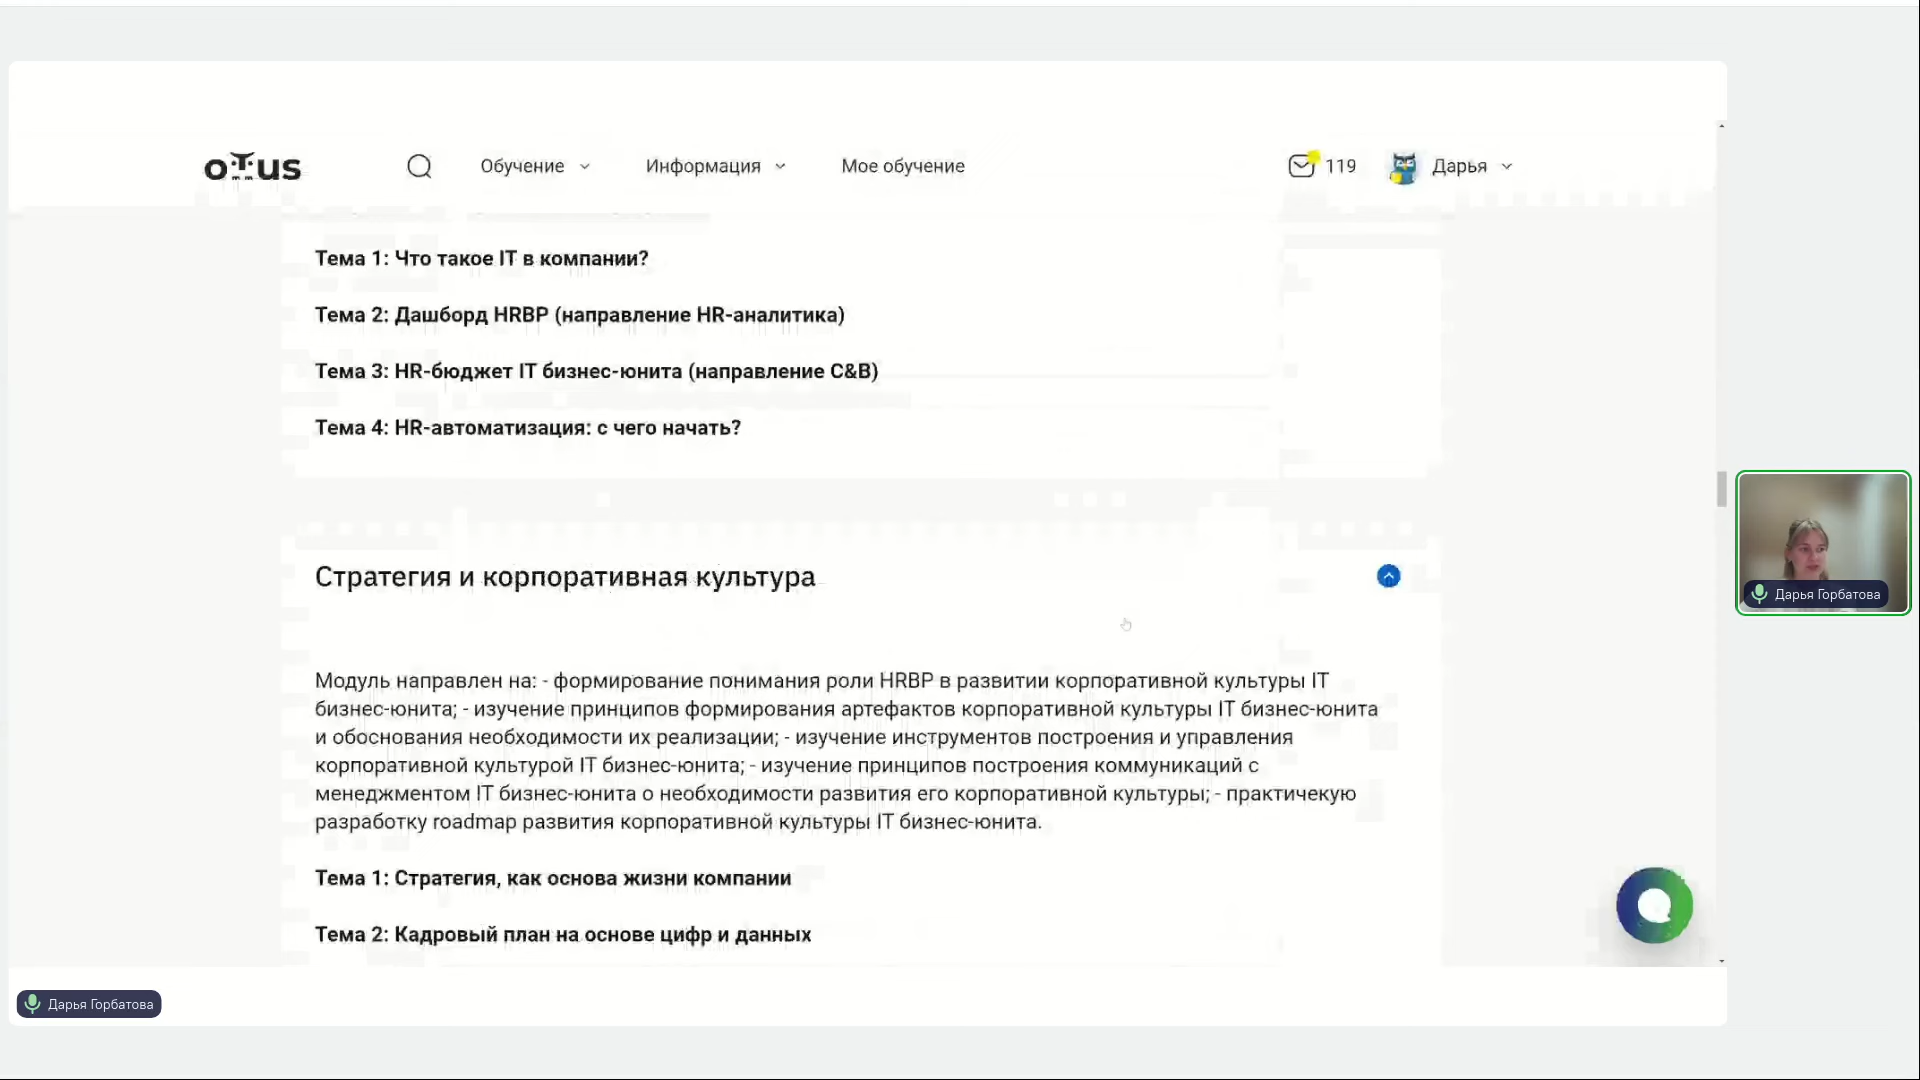 oTus
Обучение
Информация
Мое обучение
119
Дарья
Тема 1: Что такое IT в компании?
Тема 2: Дашборд HRBP (направление HR-аналитика)
Тема 3: HR-бюджет IT бизнес-юнита (направление C&B)
Тема 4: HR-автоматизация: с чего начать?
Стратегия и корпоративная культура
Модуль направлен на: - формирование понимания роли HRBP в развитии корпоративной культуры IT
бизнес-юнита; - изучение принципов формирования артефактов корпоративной культуры IT бизнес-юнита
и обоснования необходимости их реализации; - изучение инструментов построения и управления
корпоративной культурой IT бизнес-юнита; - изучение принципов построения коммуникаций с
менеджментом IT бизнес-юнита о необходимости развития его корпоративной культуры; - практичекую
разработку roadmap развития корпоративной культуры IT бизнес-юнита.
Тема 1: Стратегия, как основа жизни компании
Тема 2: Кадровый план на основе цифр и данных
Дарья Горбатова
Дарья Горбатова